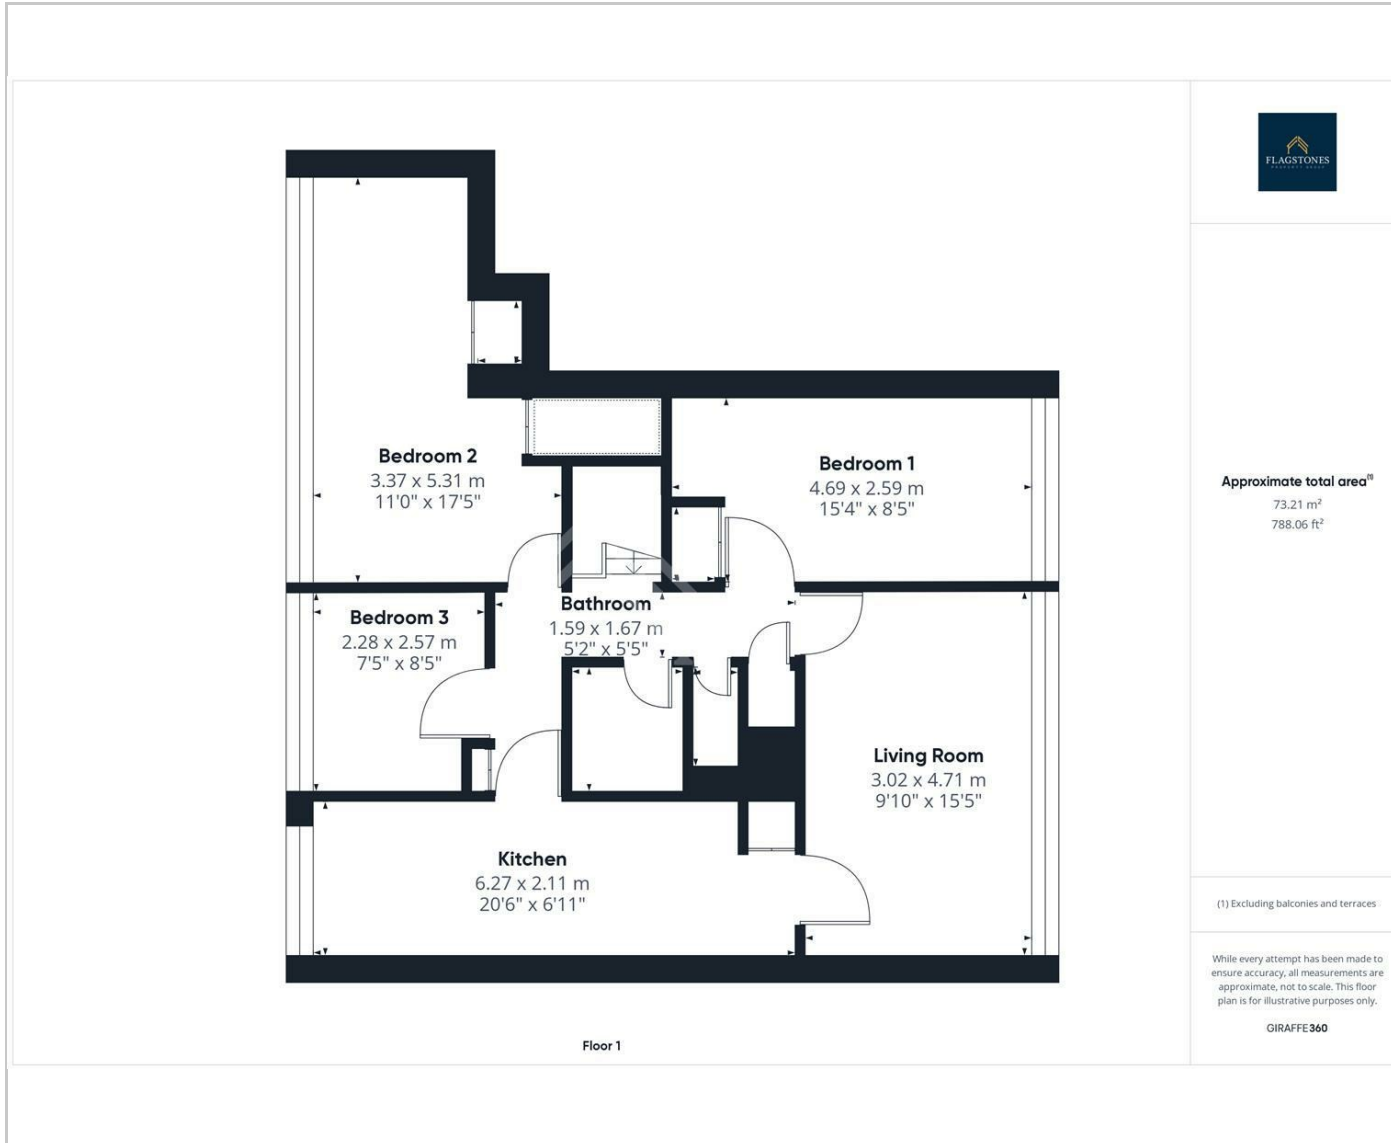 FLAGSTONES
PROPERTY GROUP
Bedroom 2
3.37 x 5.31 m
11'0" x 17'5"
Bedroom 1
4.69 x 2.59 m
15'4" x 8'5"
Bathroom
1.59 x 1.67 m
5'2" x 5'5"
Bedroom 3
2.28 x 2.57 m
7'5" x 8'5"
Living Room
3.02 x 4.71 m
9'10" x 15'5"
Kitchen
6.27 x 2.11 m
20'6" x 6'11"
Floor 1
Approximate total area⁽¹⁾
73.21 m²
788.06 ft²
(1) Excluding balconies and terraces
While every attempt has been made to
ensure accuracy, all measurements are
approximate, not to scale. This floor
plan is for illustrative purposes only.
GIRAFFE360